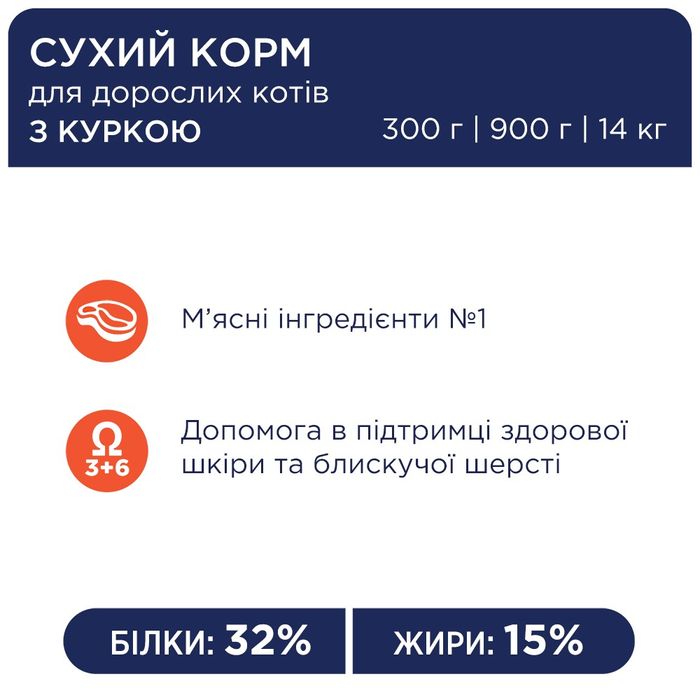 СУХИЙ КОРМ
для дорослих котів
З КУРКОЮ
300 г | 900 г | 14 кг
М’ясні інгредієнти №1
Ω
3+6
Допомога в підтримці здорової
шкіри та блискучої шерсті
БІЛКИ: 32%
ЖИРИ: 15%